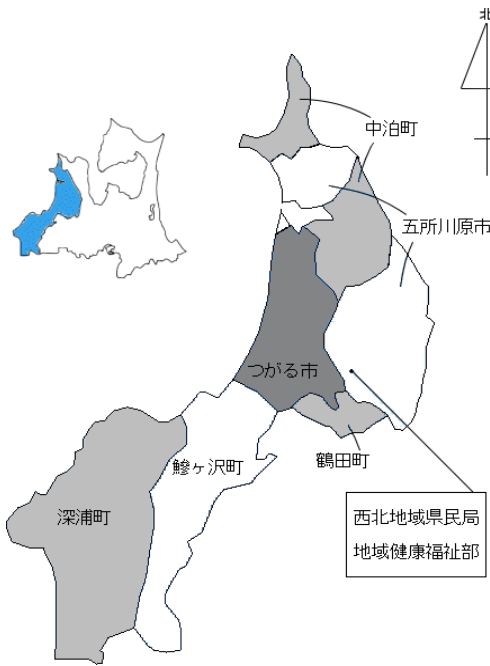 北
中泊町
五所川原市
つがる市
鶴田町
鰺ヶ沢町
深浦町
西北地域県民局
地域健康福祉部